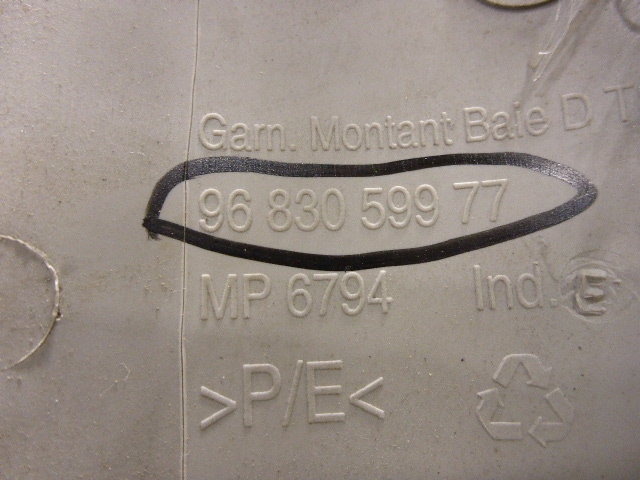 Garn. Montant Baie D T
96 830 599 77
MP 6794 Ind. E
>P/E<